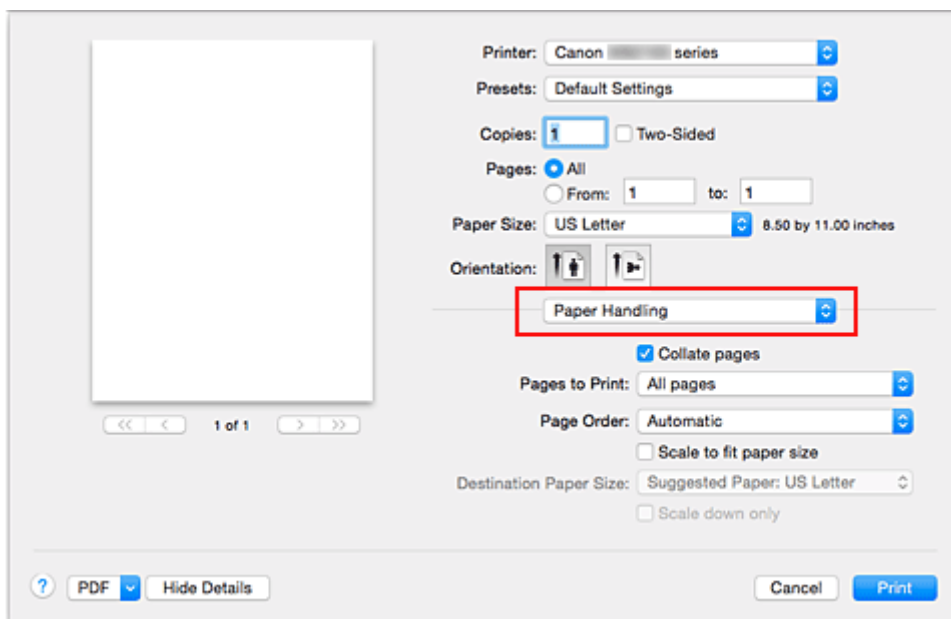 Printer: Canon series
Presets: Default Settings
Copies: 1 Two-Sided
Pages: All
From: 1 to: 1
Paper Size: US Letter 8.50 by 11.00 inches
Orientation:
Paper Handling
Collate pages
Pages to Print: All pages
1 of 1
Page Order: Automatic
Scale to fit paper size
Destination Paper Size: Suggested Paper: US Letter
Scale down only
? PDF Hide Details Cancel Print